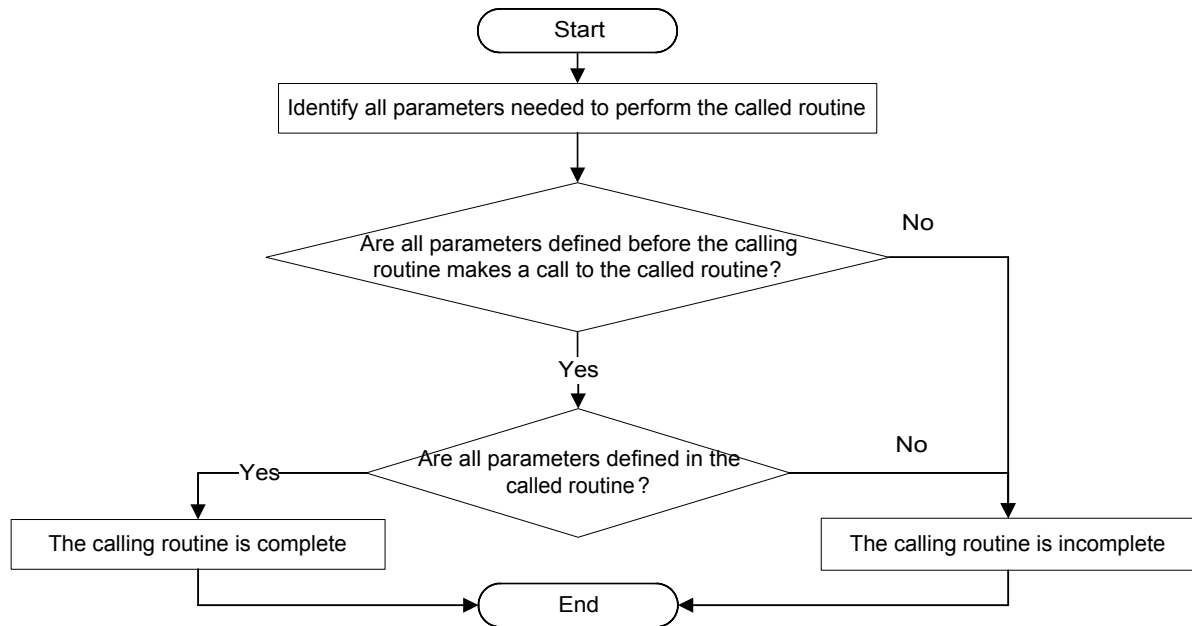 Start
Identify all parameters needed to perform the called routine
Are all parameters defined before the calling
routine makes a call to the called routine?
No
Yes
Are all parameters defined in the
called routine?
No
Yes
The calling routine is complete
The calling routine is incomplete
End